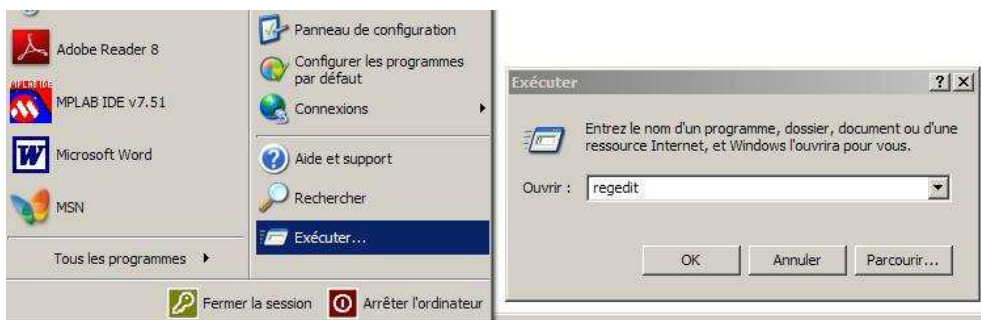 Adobe Reader 8
MPLAB IDE v7.51
Microsoft Word
MSN
Tous les programmes
Panneau de configuration
Configurer les programmes
par défaut
Connexions
Aide et support
Rechercher
Exécuter...
Fermer la session
Arrêter l'ordinateur
Exécuter
Entrez le nom d'un programme, dossier, document ou d'une
ressource Internet, et Windows l'ouvrira pour vous.
Ouvrir :
regedit
OK
Annuler
Parcourir...